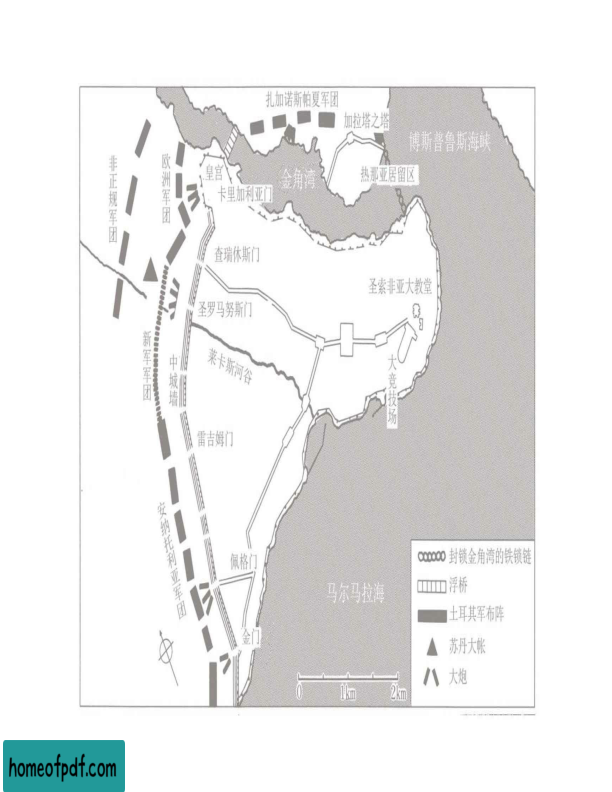 扎加诺斯帕夏军团
加拉塔之塔
博斯普鲁斯海峡
非正规军团
欧洲军团
皇宫
卡里加利亚门
金角湾
热那亚居留区
查瑞休斯门
圣索非亚大教堂
圣罗马努斯门
新军军团
中城墙
莱卡斯河谷
大竞技场
雷吉姆门
安纳托利亚军团
佩格门
金门
马尔马拉海
封锁金角湾的铁锁链
浮桥
土耳其军布阵
苏丹大帐
大炮
0 1km 2km
homeofpdf.com